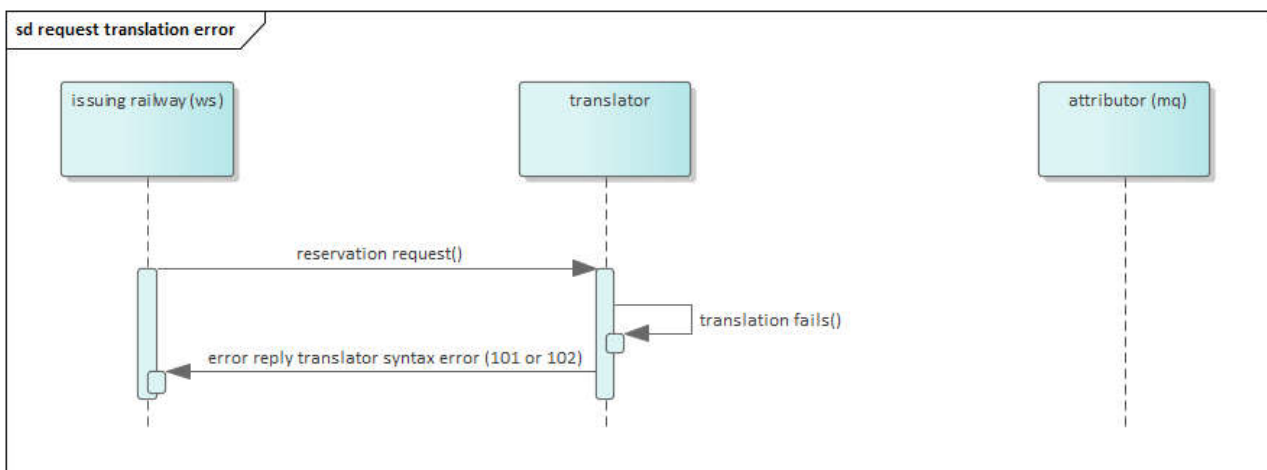 sd request translation error
issuing railway (ws)
translator
attributor (mq)
reservation request()
translation fails()
error reply translator syntax error (101 or 102)